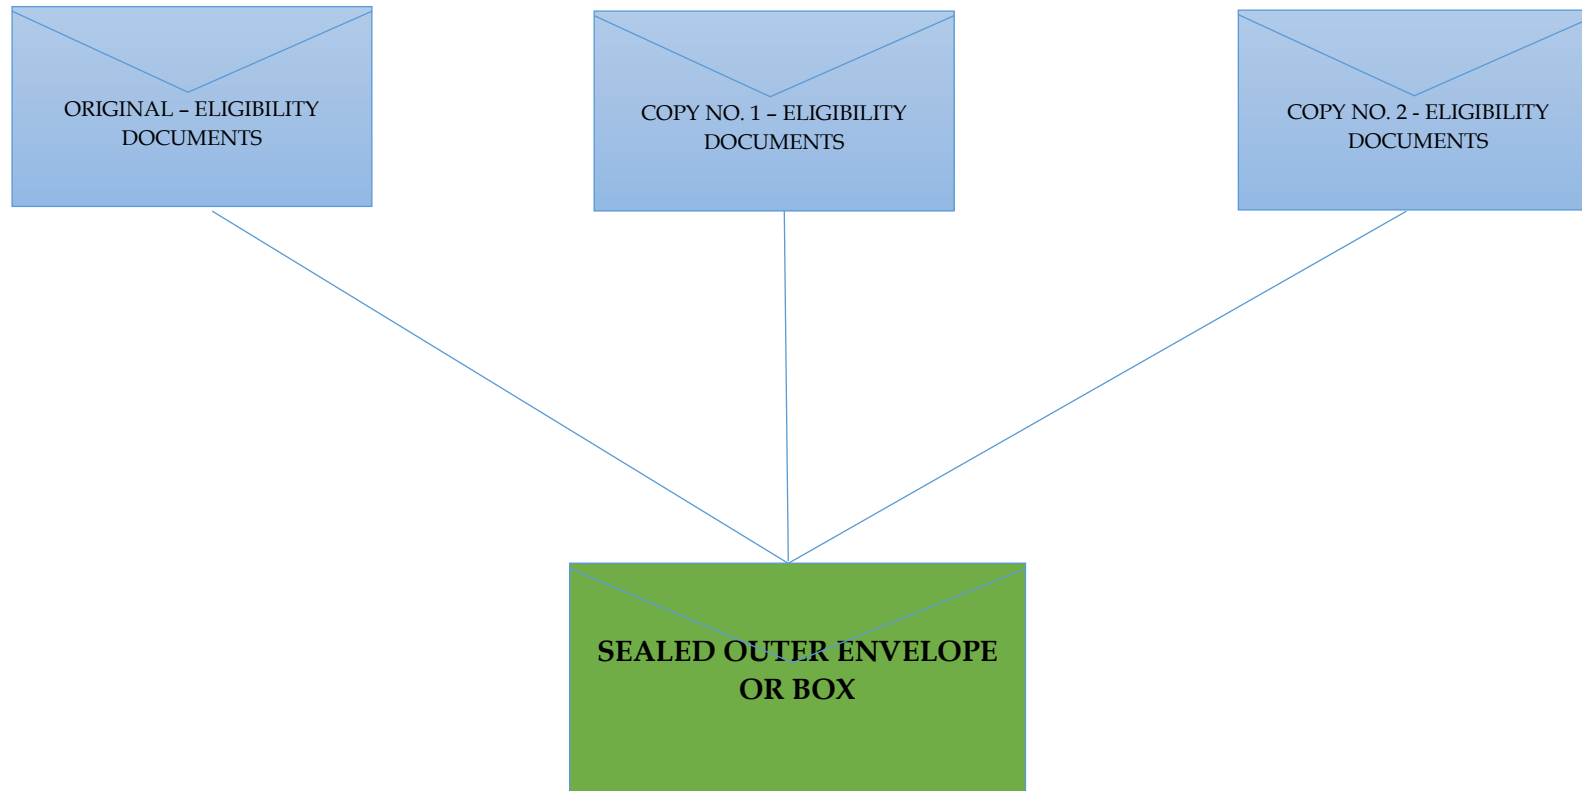 ORIGINAL – ELIGIBILITY
DOCUMENTS
COPY NO. 1 – ELIGIBILITY
DOCUMENTS
COPY NO. 2 - ELIGIBILITY
DOCUMENTS
SEALED OUTER ENVELOPE
OR BOX